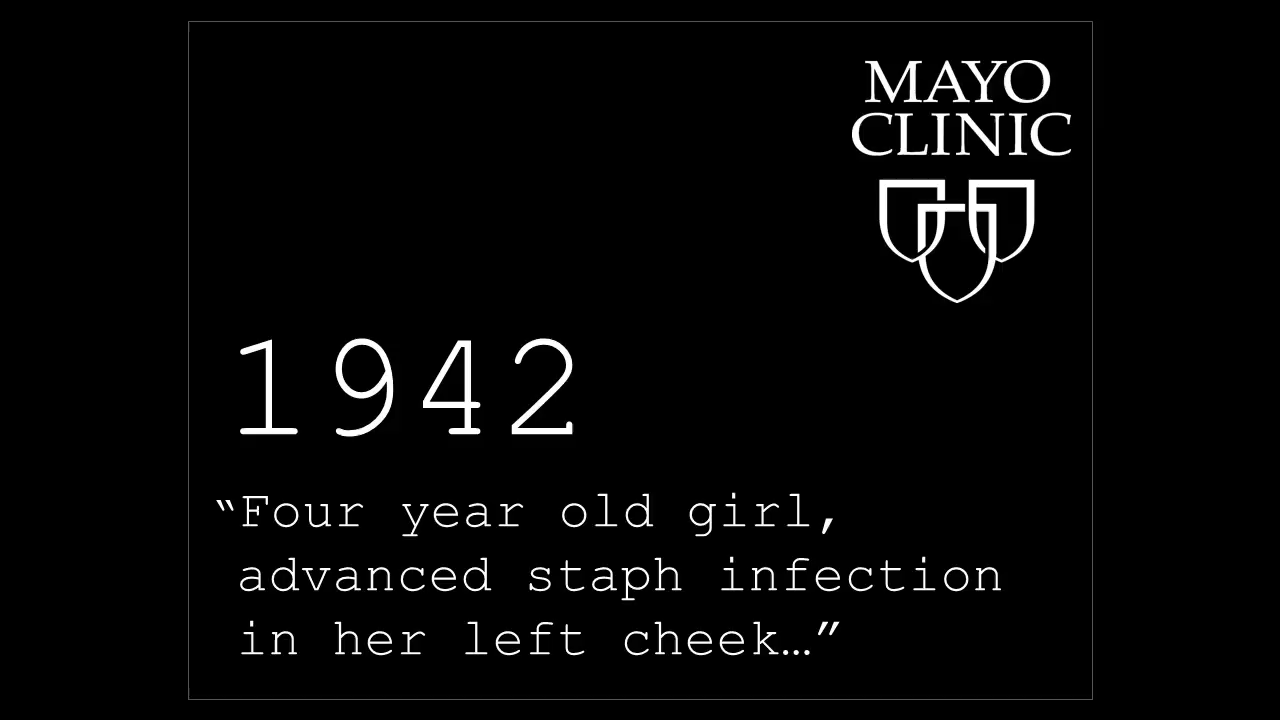 MAYO
CLINIC
1942
“Four year old girl,
advanced staph infection
in her left cheek…”